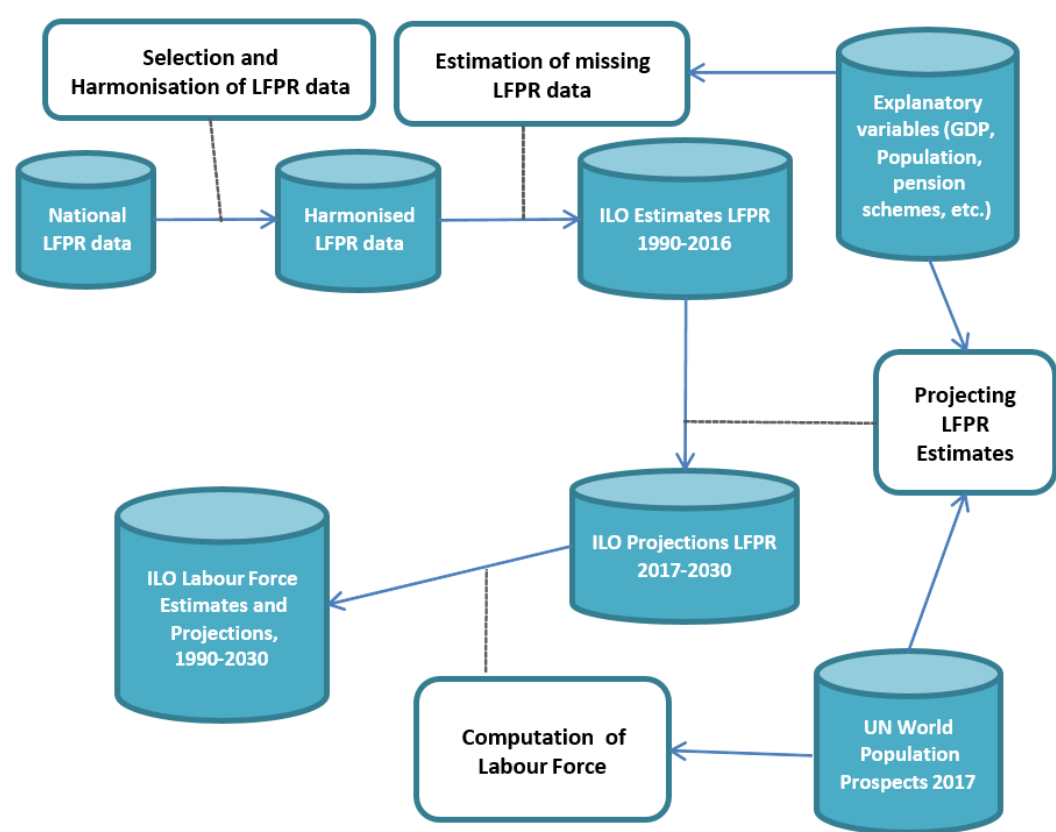 Selection and
Harmonisation of LFPR data
Estimation of missing
LFPR data
Explanatory
variables (GDP,
Population,
pension
schemes, etc.)
National
LFPR data
Harmonised
LFPR data
ILO Estimates LFPR
1990-2016
Projecting
LFPR
Estimates
ILO Projections LFPR
2017-2030
ILO Labour Force
Estimates and
Projections,
1990-2030
Computation of
Labour Force
UN World
Population
Prospects 2017